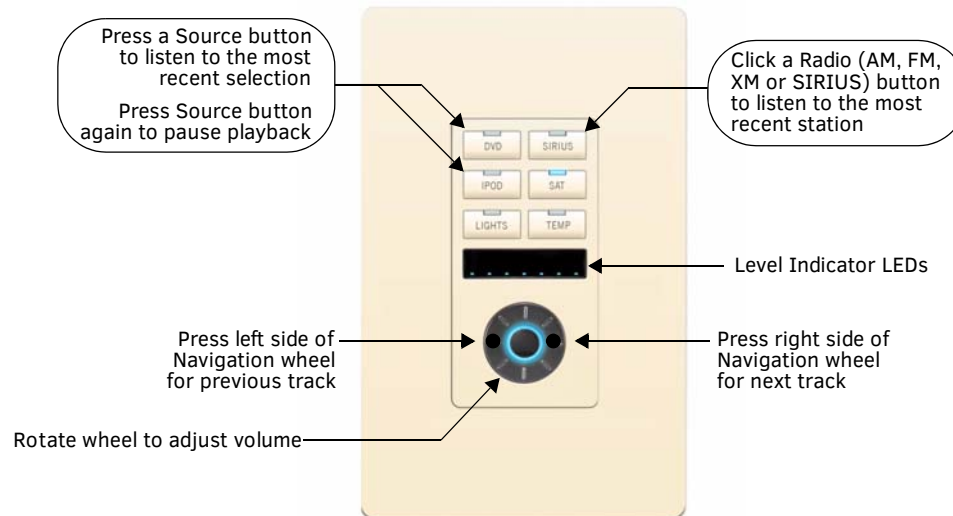 Press a Source button
to listen to the most
recent selection
Press Source button
again to pause playback
Click a Radio (AM, FM,
XM or SIRIUS) button
to listen to the most
recent station
DVD
SIRIUS
IPOD
SAT
LIGHTS
TEMP
Level Indicator LEDs
Press left side of
Navigation wheel
for previous track
Press right side of
Navigation wheel
for next track
Rotate wheel to adjust volume